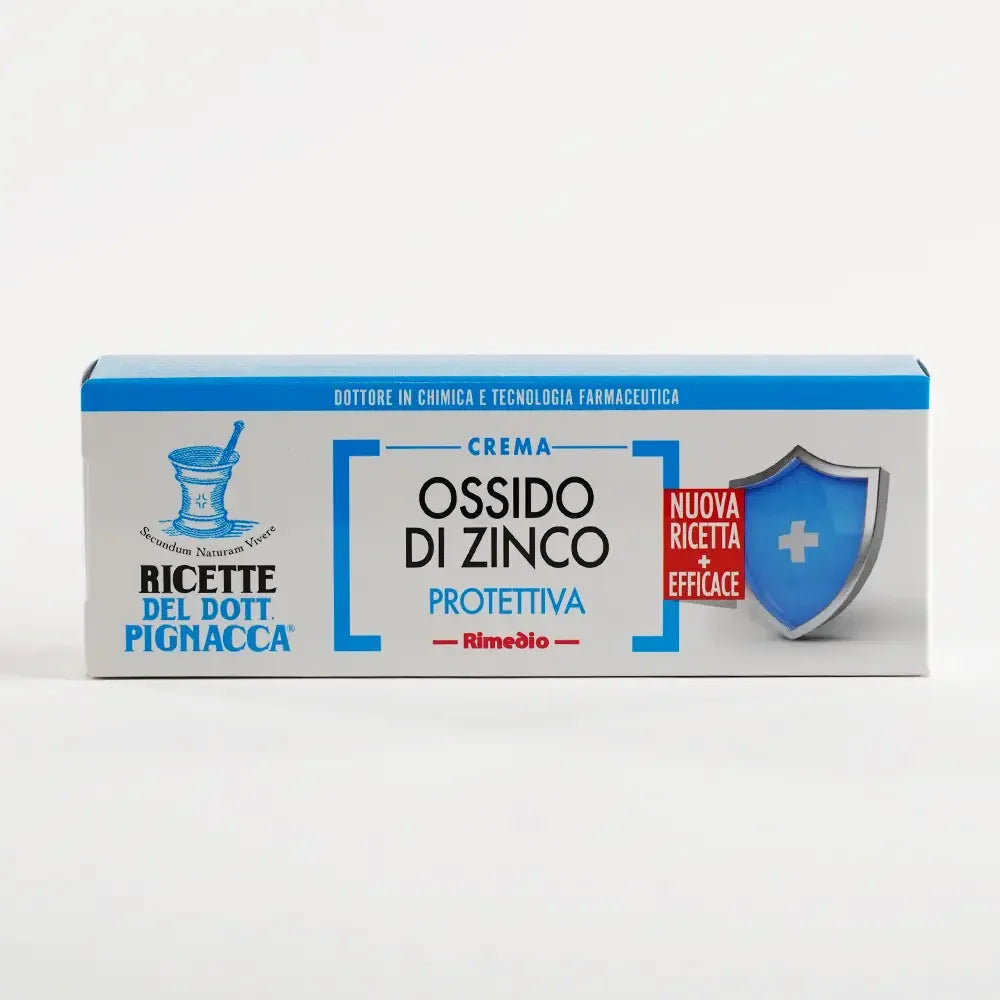 DOTTORE IN CHIMICA E TECNOLOGIA FARMACEUTICA
Secundum Naturam Vivere
RICETTE
DEL DOTT.
PIGNACCA®
CREMA
OSSIDO
DI ZINCO
PROTETTIVA
Rimedio
NUOVA
RICETTA
+
EFFICACE